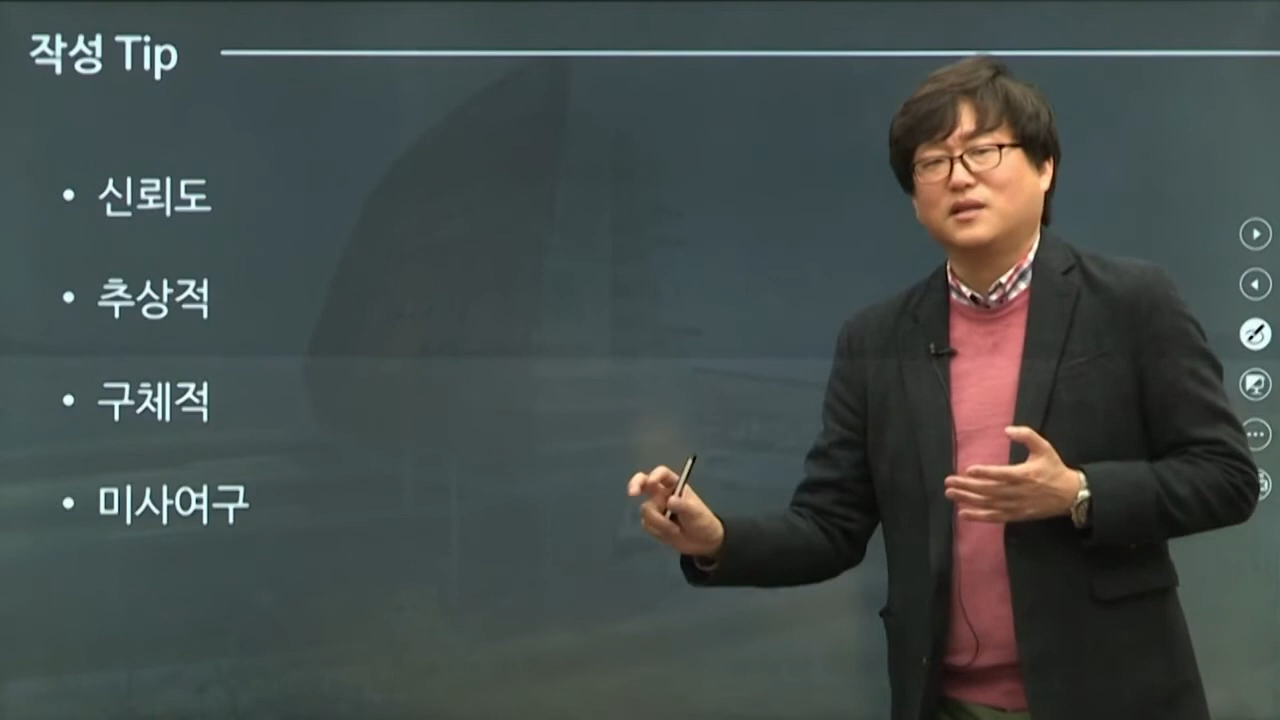 작성 Tip
• 신뢰도
• 추상적
• 구체적
• 미사여구